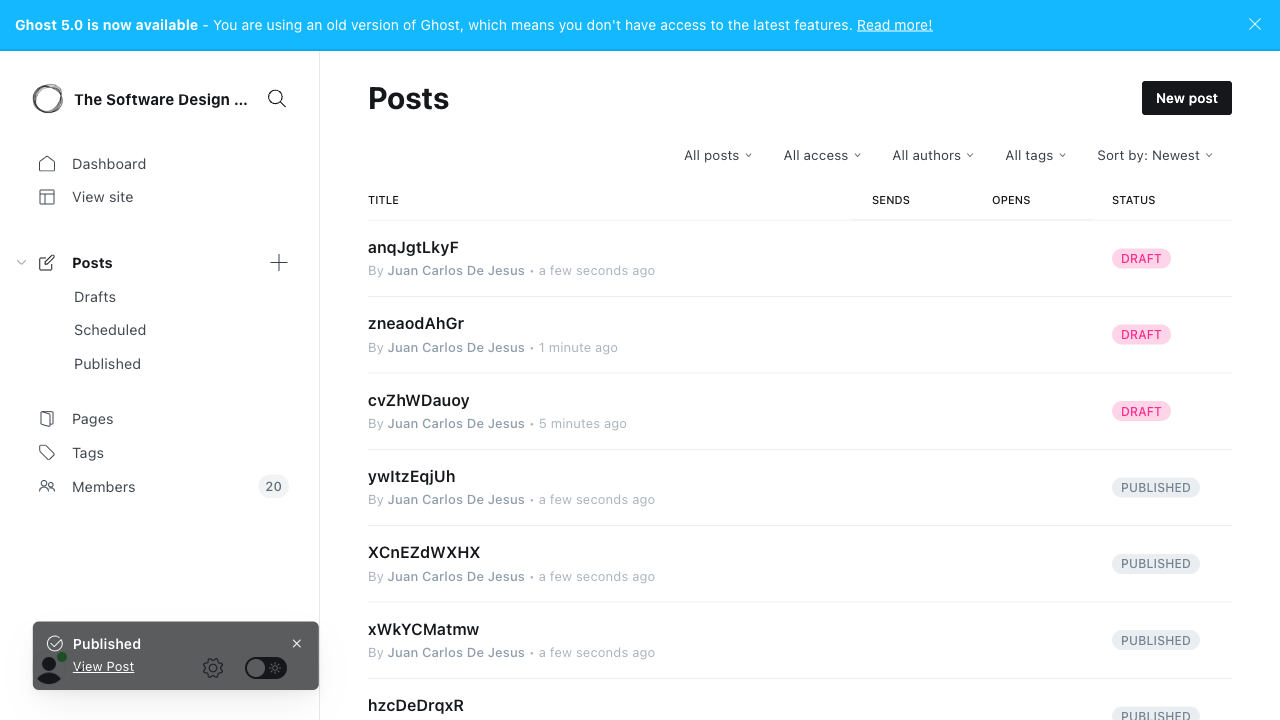 Ghost 5.0 is now available - You are using an old version of Ghost, which means you don't have access to the latest features. Read more!
The Software Design ...
Dashboard
View site
Posts
Drafts
Scheduled
Published
Pages
Tags
Members 20
Published
View Post
Posts
New post
All posts All access All authors All tags Sort by: Newest
TITLE SENDS OPENS STATUS
anqJgtLkyF
By Juan Carlos De Jesus • a few seconds ago
DRAFT
zneaodAhGr
By Juan Carlos De Jesus • 1 minute ago
DRAFT
cvZhWDauoy
By Juan Carlos De Jesus • 5 minutes ago
DRAFT
ywItzEqjUh
By Juan Carlos De Jesus • a few seconds ago
PUBLISHED
XCnEZdWXHX
By Juan Carlos De Jesus • a few seconds ago
PUBLISHED
xWkYCMatmw
By Juan Carlos De Jesus • a few seconds ago
PUBLISHED
hzcDeDrqxR
PUBLISHED